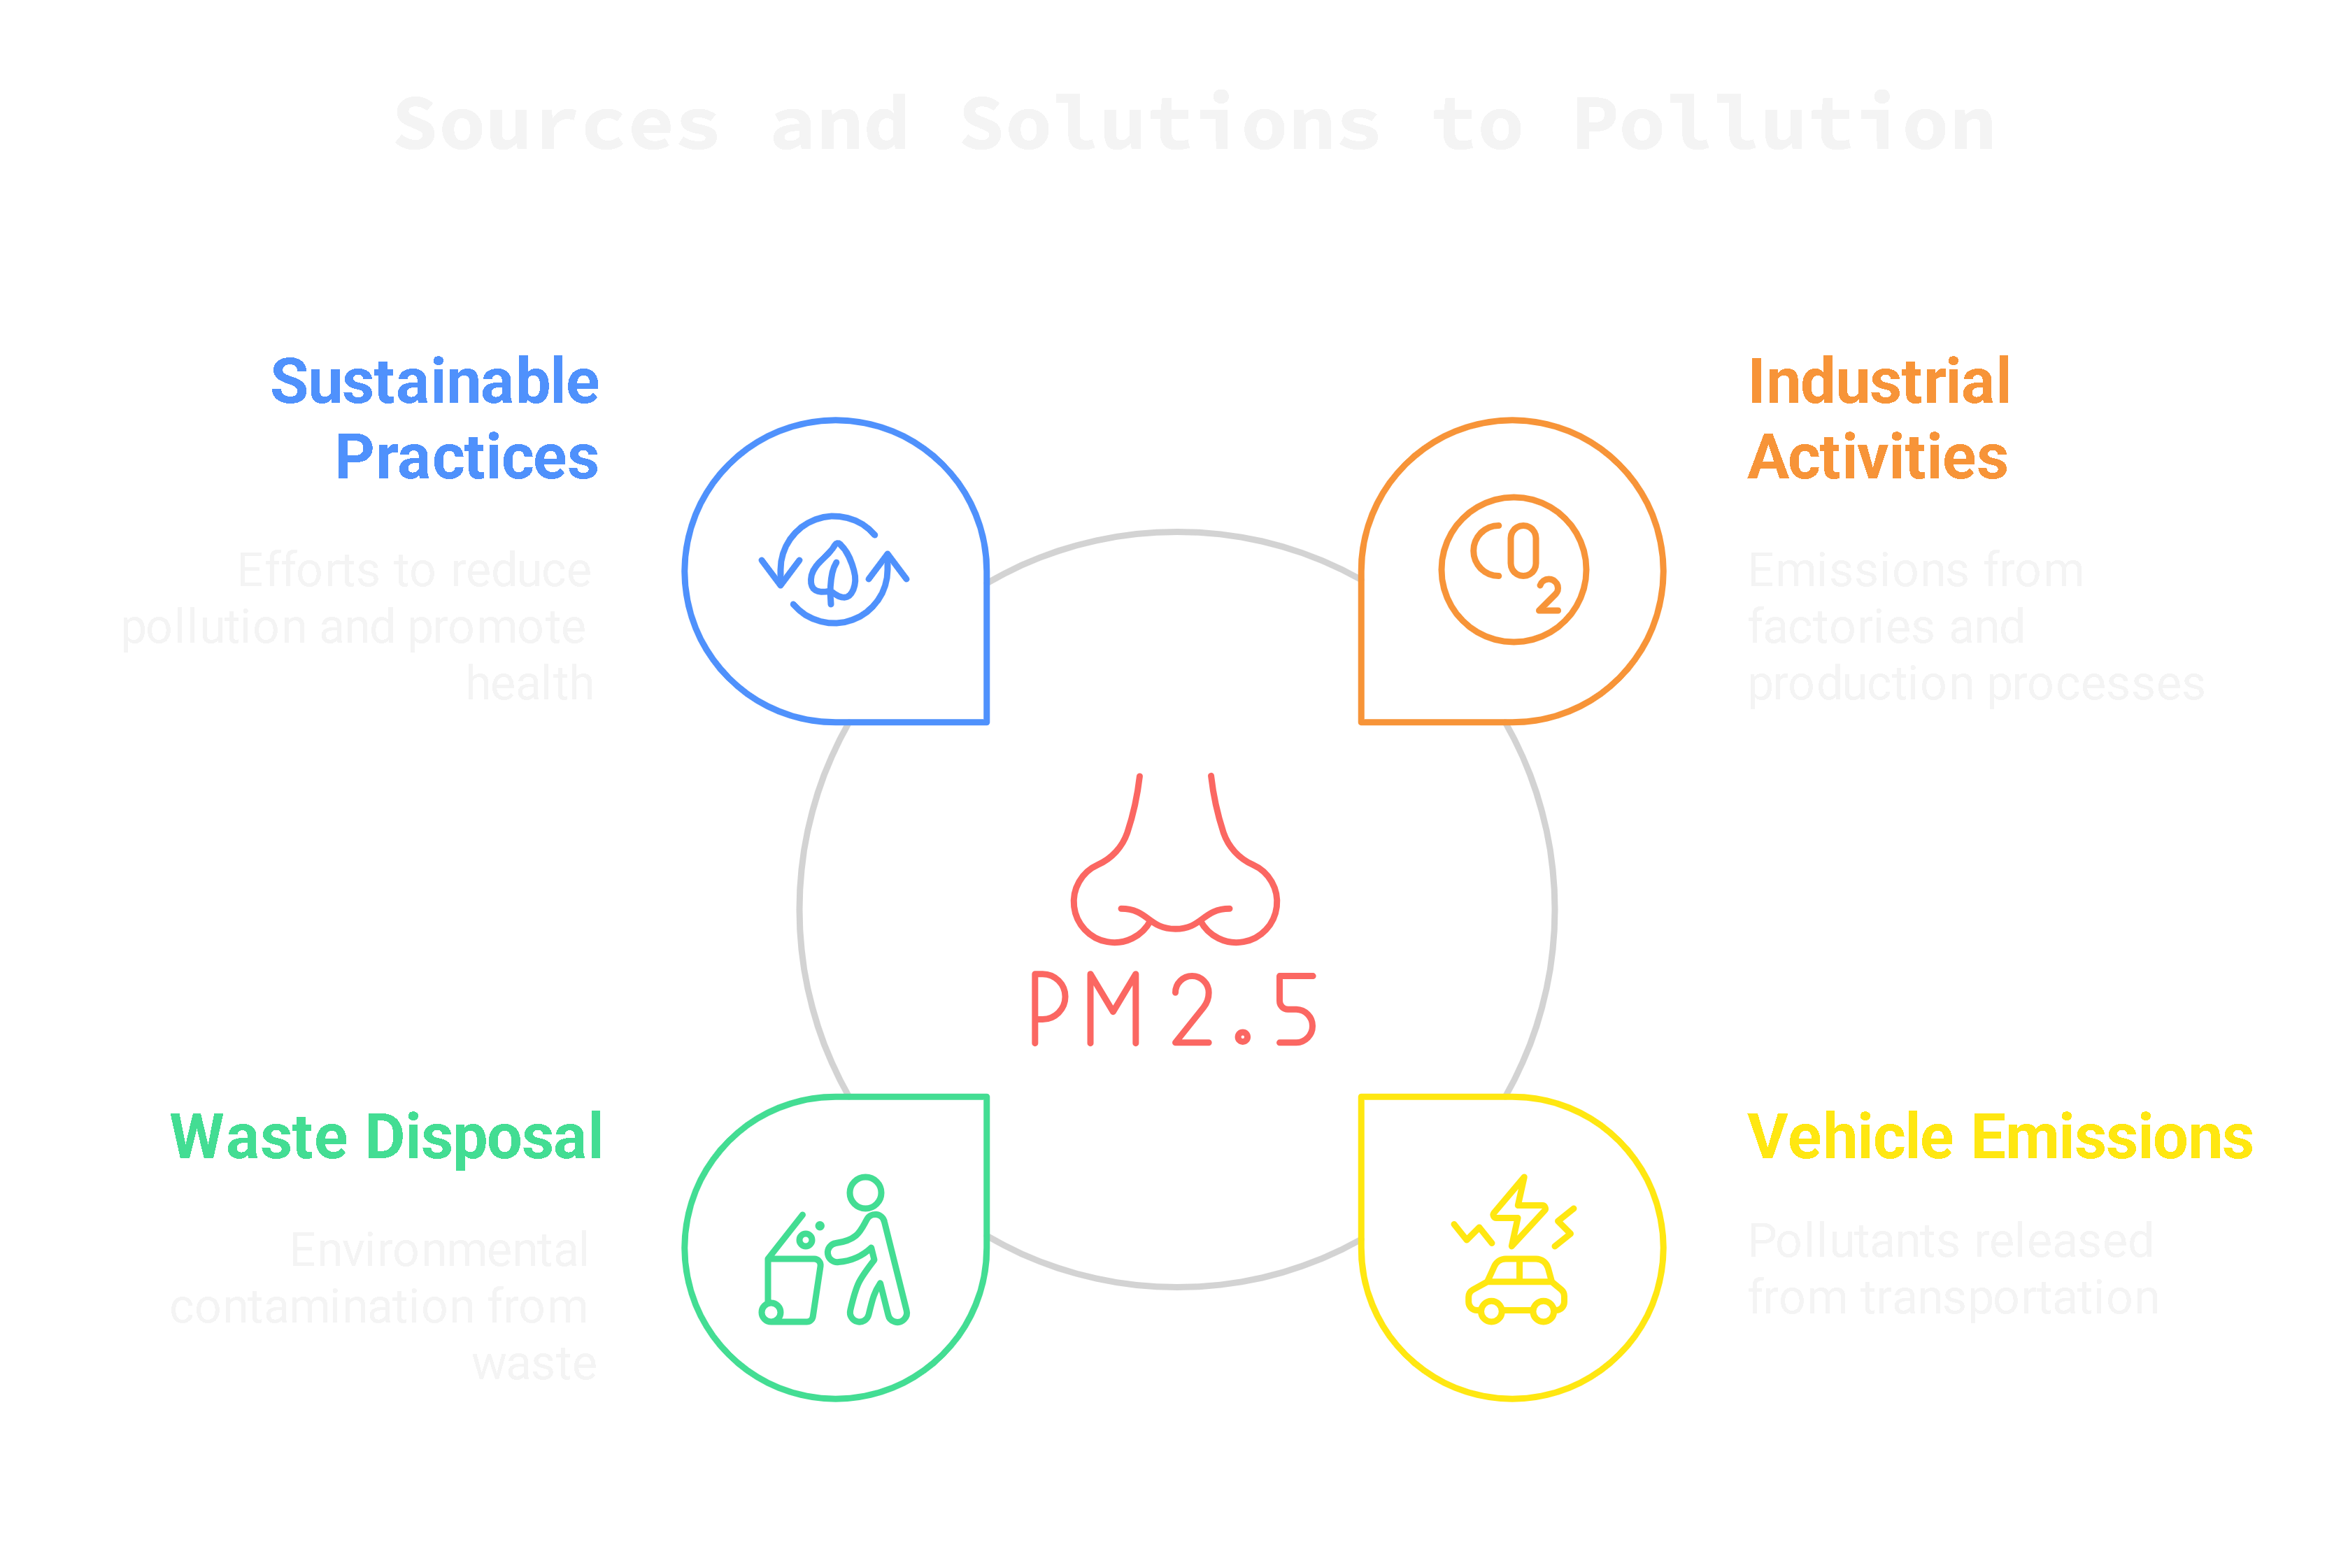 Sources and Solutions to Pollution
Sustainable
Practices
Efforts to reduce
pollution and promote
health
Industrial
Activities
Emissions from
factories and
production processes
CO2
PM2.5
Waste Disposal
Environmental
contamination from
waste
Vehicle Emissions
Pollutants released
from transportation